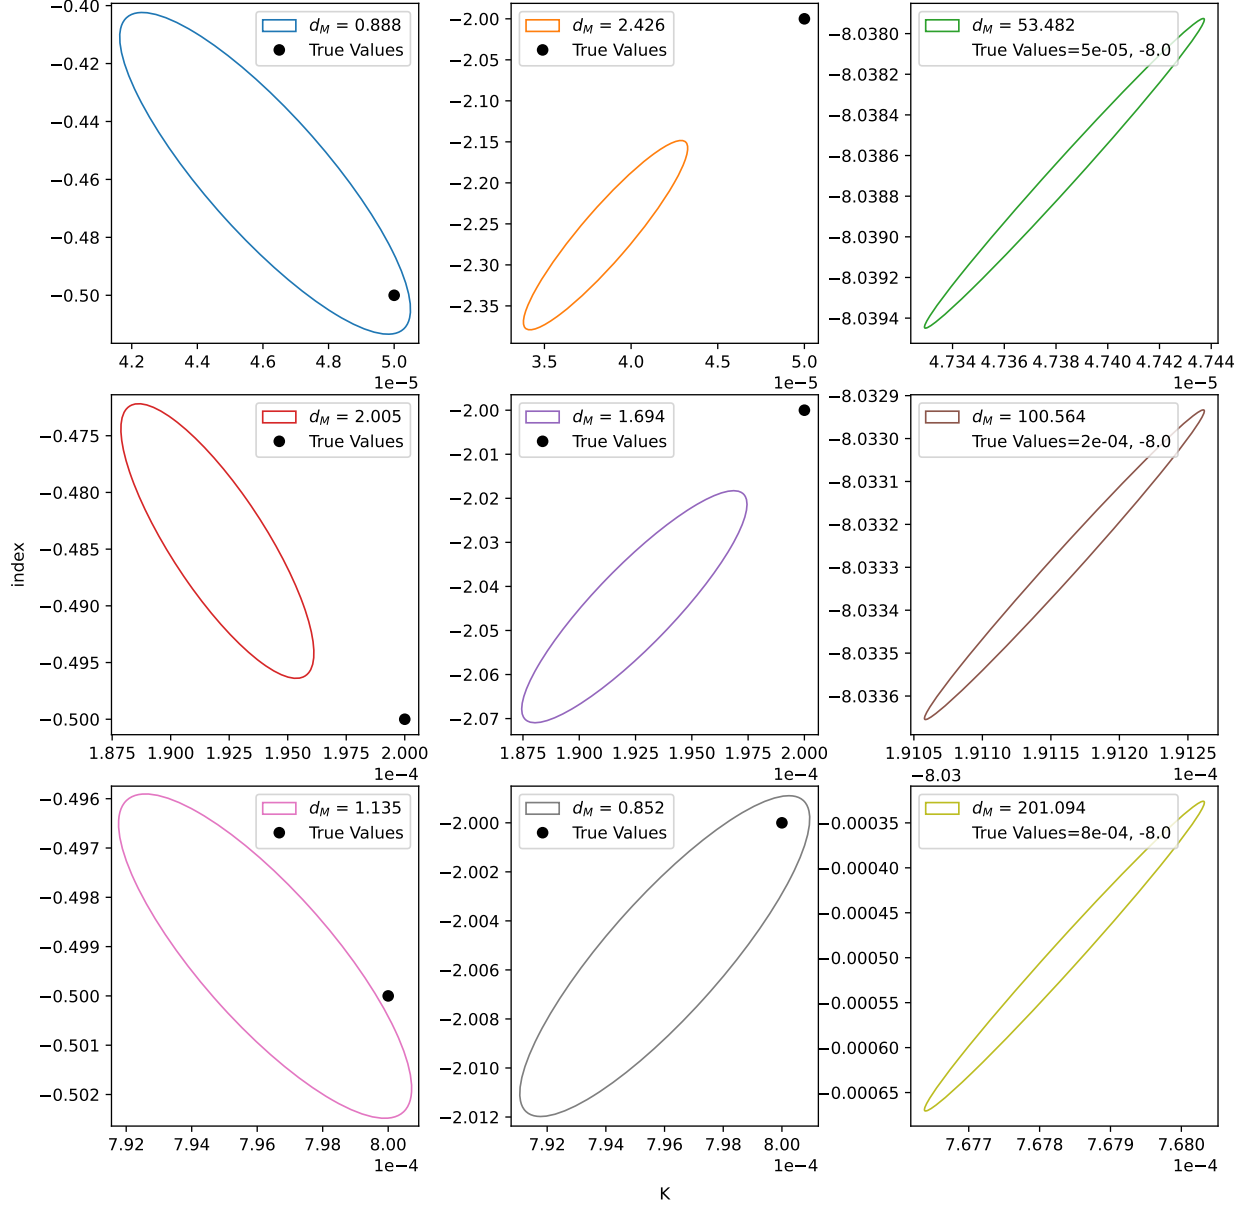 d_M = 0.888
True Values
−0.40
−0.42
−0.44
−0.46
−0.48
−0.50
4.2 4.4 4.6 4.8 5.0
1e−5
d_M = 2.426
True Values
−2.00
−2.05
−2.10
−2.15
−2.20
−2.25
−2.30
−2.35
3.5 4.0 4.5 5.0
1e−5
d_M = 53.482
True Values=5e-05, -8.0
−8.0380
−8.0382
−8.0384
−8.0386
−8.0388
−8.0390
−8.0392
−8.0394
4.734 4.736 4.738 4.740 4.742 4.744
1e−5
d_M = 2.005
True Values
−0.475
−0.480
−0.485
−0.490
−0.495
−0.500
1.875 1.900 1.925 1.950 1.975 2.000
1e−4
d_M = 1.694
True Values
−2.00
−2.01
−2.02
−2.03
−2.04
−2.05
−2.06
−2.07
1.875 1.900 1.925 1.950 1.975 2.000
1e−4
d_M = 100.564
True Values=2e-04, -8.0
−8.0329
−8.0330
−8.0331
−8.0332
−8.0333
−8.0334
−8.0335
−8.0336
1.9105 1.9110 1.9115 1.9120 1.9125
1e−4
index
d_M = 1.135
True Values
−0.496
−0.497
−0.498
−0.499
−0.500
−0.501
−0.502
7.92 7.94 7.96 7.98 8.00
1e−4
d_M = 0.852
True Values
−2.000
−2.002
−2.004
−2.006
−2.008
−2.010
−2.012
7.92 7.94 7.96 7.98 8.00
1e−4
−8.03
d_M = 201.094
True Values=8e-04, -8.0
−0.00035
−0.00040
−0.00045
−0.00050
−0.00055
−0.00060
−0.00065
7.677 7.678 7.679 7.680
1e−4
K